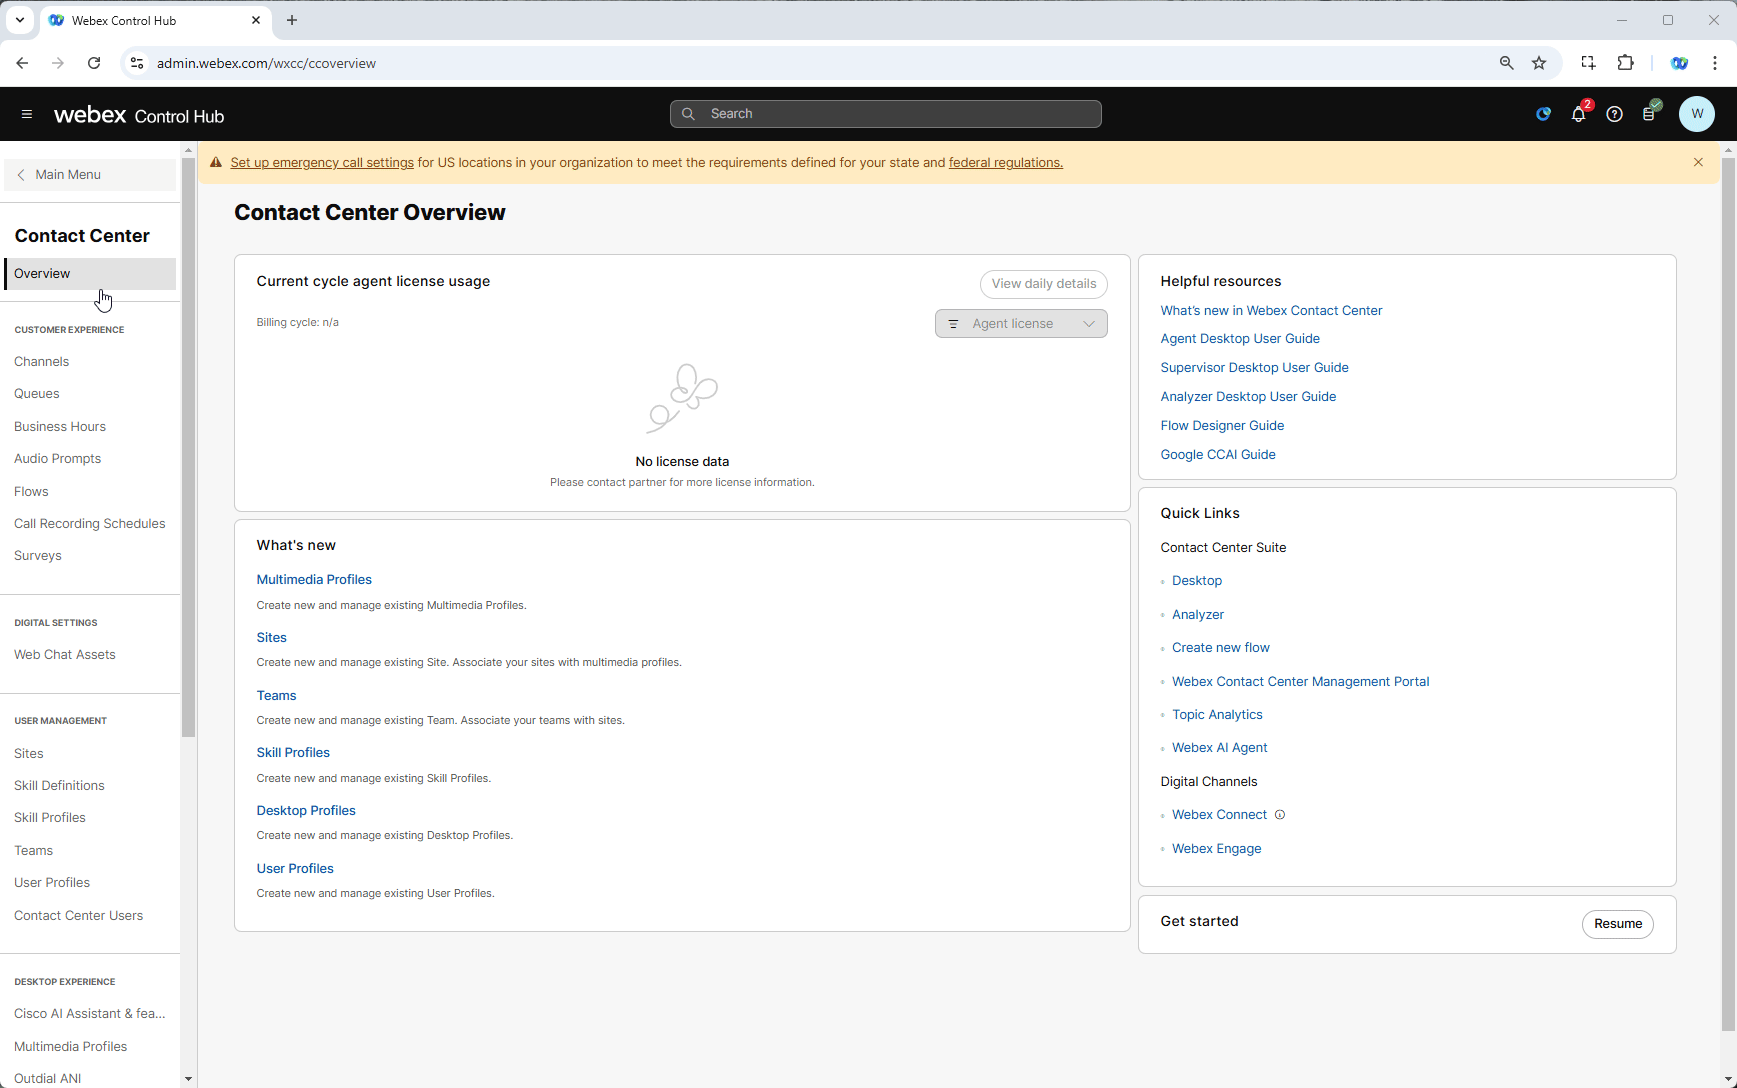 Webex Control Hub
admin.webex.com/wxcc/ccoverview
webex Control Hub
Search
2
W
Main Menu
Contact Center
Overview
CUSTOMER EXPERIENCE
Channels
Queues
Business Hours
Audio Prompts
Flows
Call Recording Schedules
Surveys
DIGITAL SETTINGS
Web Chat Assets
USER MANAGEMENT
Sites
Skill Definitions
Skill Profiles
Teams
User Profiles
Contact Center Users
DESKTOP EXPERIENCE
Cisco AI Assistant & fea...
Multimedia Profiles
Outdial ANI
Set up emergency call settings for US locations in your organization to meet the requirements defined for your state and federal regulations.
Contact Center Overview
Current cycle agent license usage
View daily details
Billing cycle: n/a
Agent license
No license data
Please contact partner for more license information.
What's new
Multimedia Profiles
Create new and manage existing Multimedia Profiles.
Sites
Create new and manage existing Site. Associate your sites with multimedia profiles.
Teams
Create new and manage existing Team. Associate your teams with sites.
Skill Profiles
Create new and manage existing Skill Profiles.
Desktop Profiles
Create new and manage existing Desktop Profiles.
User Profiles
Create new and manage existing User Profiles.
Helpful resources
What's new in Webex Contact Center
Agent Desktop User Guide
Supervisor Desktop User Guide
Analyzer Desktop User Guide
Flow Designer Guide
Google CCAI Guide
Quick Links
Contact Center Suite
Desktop
Analyzer
Create new flow
Webex Contact Center Management Portal
Topic Analytics
Webex AI Agent
Digital Channels
Webex Connect
Webex Engage
Get started
Resume